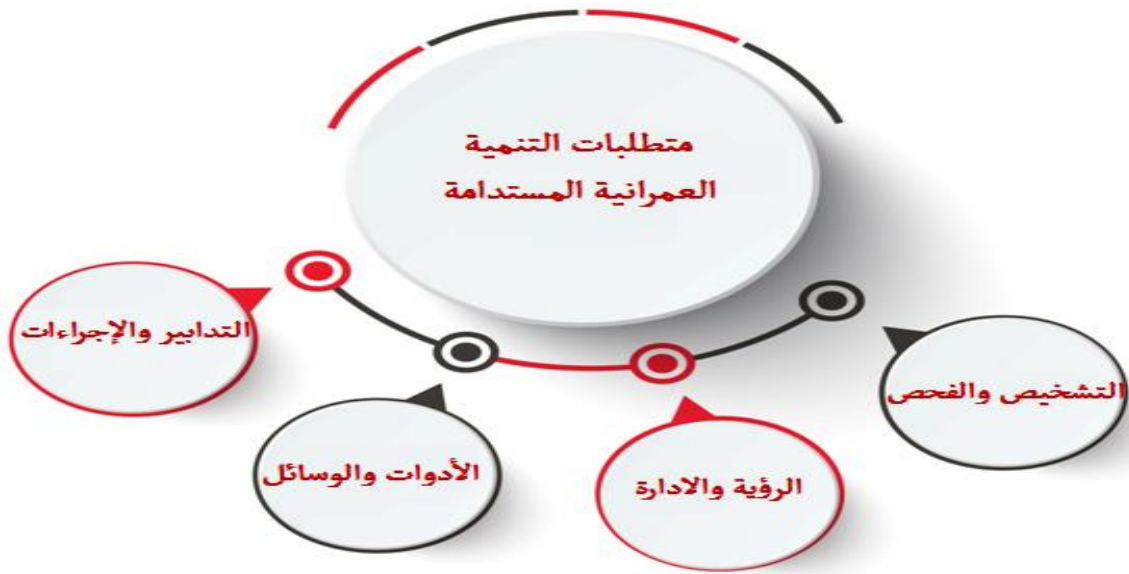 متطلبات التنمية
العمرانية المستدامة
التشخيص والفحص
الرؤية والادارة
الأدوات والوسائل
التدابير والإجراءات